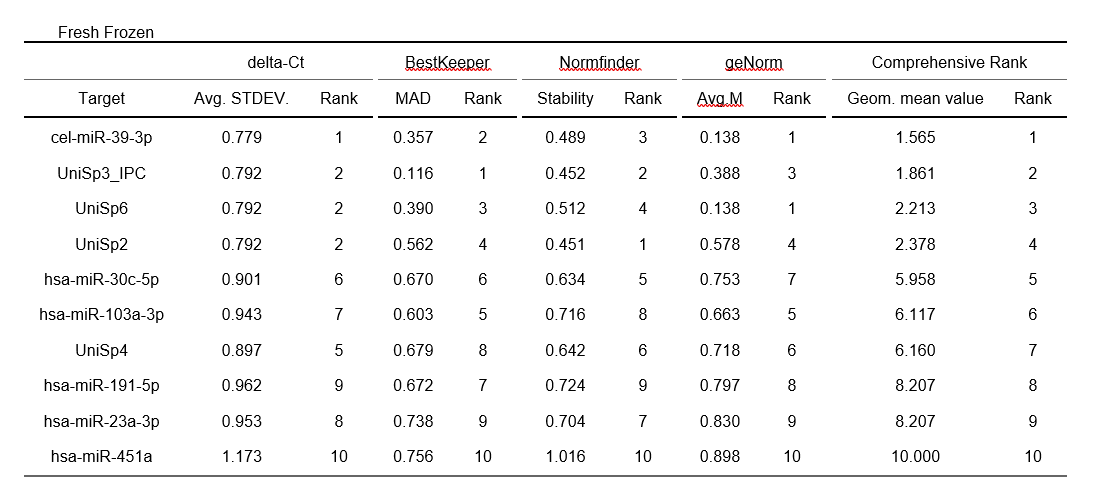 Fresh Frozen
delta-Ct BestKeeper Normfinder geNorm Comprehensive Rank
Target Avg. STDEV. Rank MAD Rank Stability Rank Avg.M Rank Geom. mean value Rank
cel-miR-39-3p 0.779 1 0.357 2 0.489 3 0.138 1 1.565 1
UniSp3_IPC 0.792 2 0.116 1 0.452 2 0.388 3 1.861 2
UniSp6 0.792 2 0.390 3 0.512 4 0.138 1 2.213 3
UniSp2 0.792 2 0.562 4 0.451 1 0.578 4 2.378 4
hsa-miR-30c-5p 0.901 6 0.670 6 0.634 5 0.753 7 5.958 5
hsa-miR-103a-3p 0.943 7 0.603 5 0.716 8 0.663 5 6.117 6
UniSp4 0.897 5 0.679 8 0.642 6 0.718 6 6.160 7
hsa-miR-191-5p 0.962 9 0.672 7 0.724 9 0.797 8 8.207 8
hsa-miR-23a-3p 0.953 8 0.738 9 0.704 7 0.830 9 8.207 9
hsa-miR-451a 1.173 10 0.756 10 1.016 10 0.898 10 10.000 10